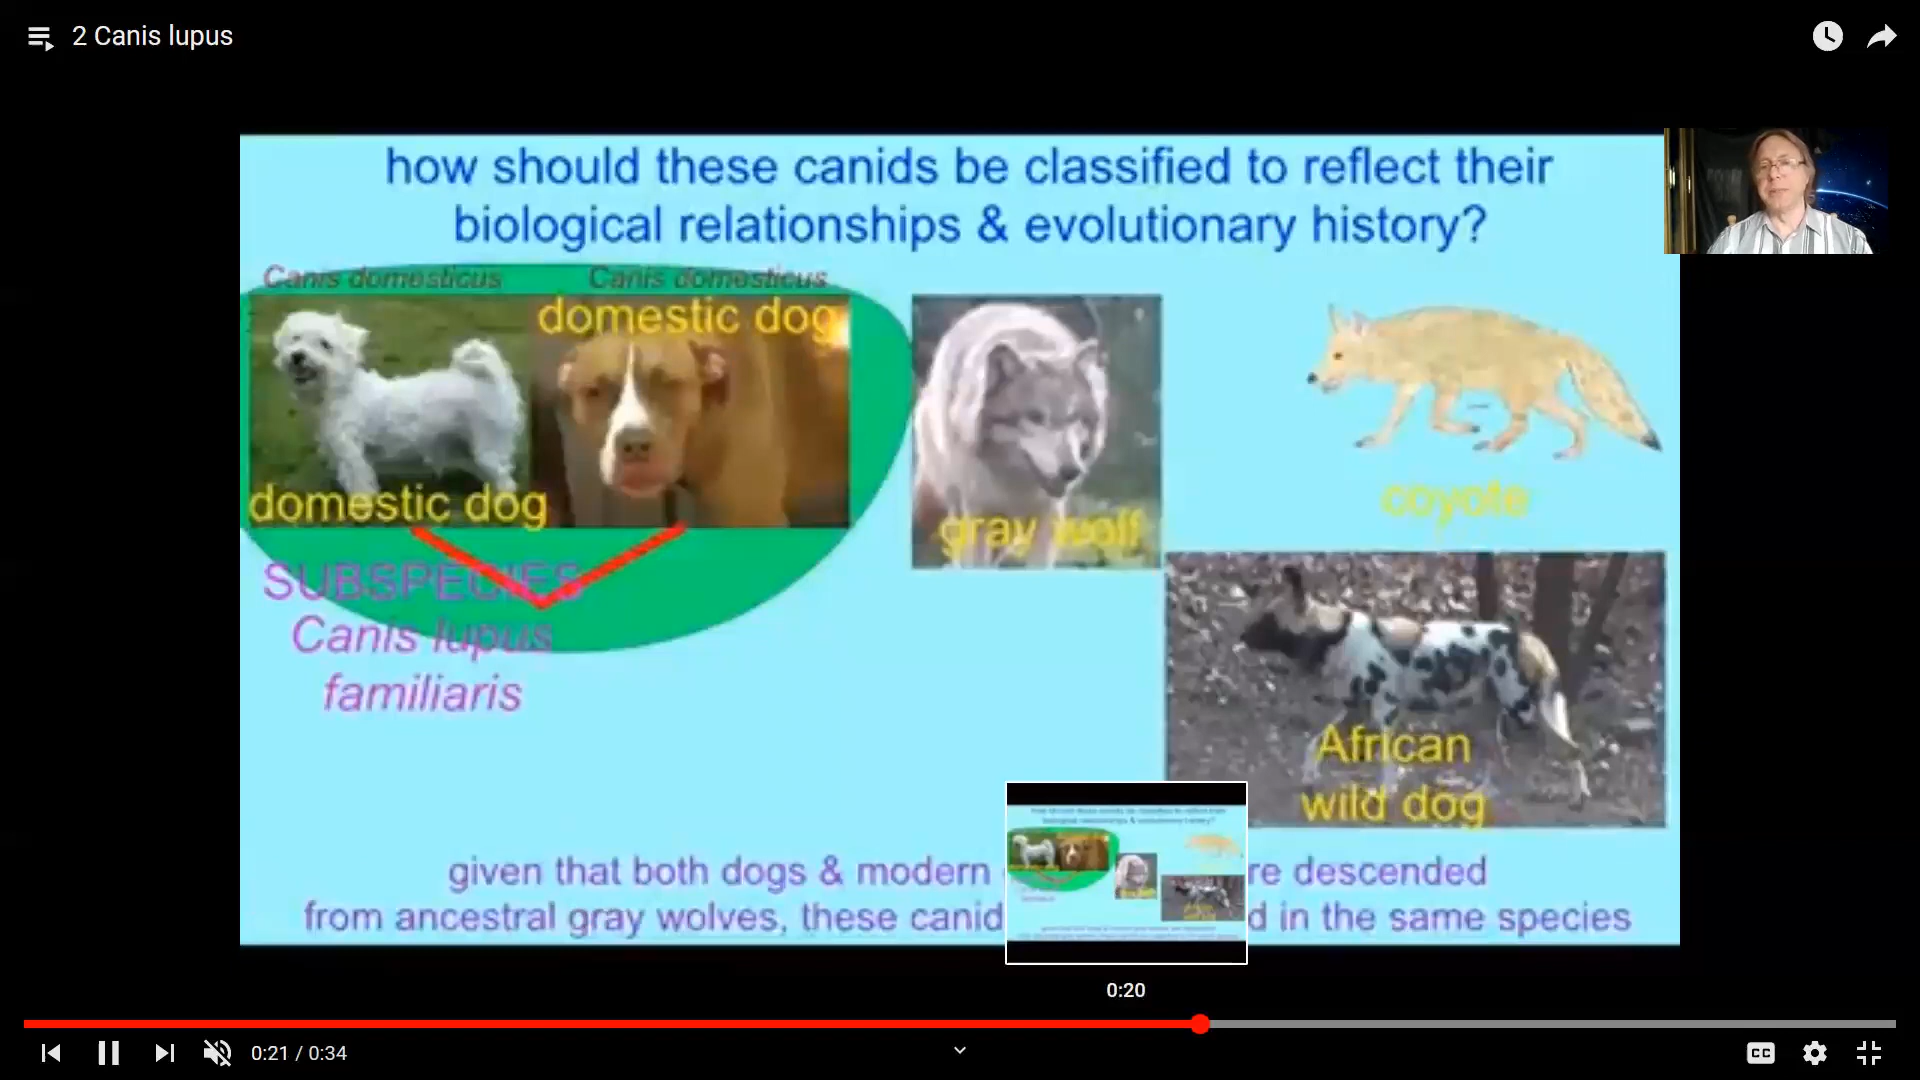 2 Canis lupus
how should these canids be classified to reflect their
biological relationships & evolutionary history?
Canis domesticus Canis domesticus
domestic dog
domestic dog
gray wolf
coyote
SUBSPECIES
Canis lupus
familiaris
African
wild dog
given that both dogs & modern re descended
from ancestral gray wolves, these canid d in the same species
0:20
0:21 / 0:34
CC